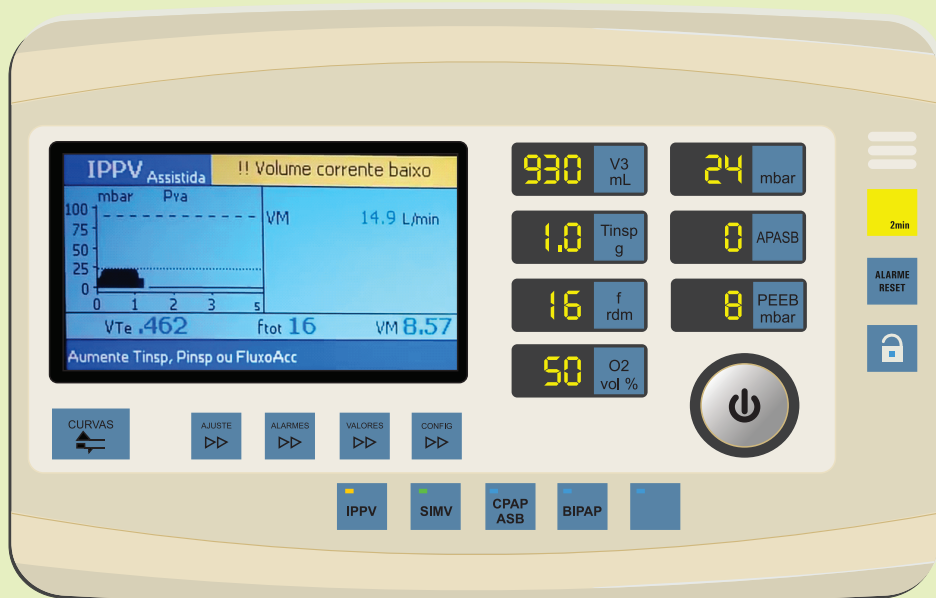 IPPV Assistida
!! Volume corrente baixo
mbar Pva
100
75
50
25
0
0 1 2 3 5
VM 14.9 L/min
VTe .462 ftot 16 VM 8.57
Aumente Tinsp, Pinsp ou FluxoAcc
930 V3 mL
24 mbar
1.0 Tinsp g
0 APASB
16 f rdm
8 PEEB mbar
50 O2 vol %
2min
ALARME
RESET
CURVAS
AJUSTE
ALARMES
VALORES
CONFIG
IPPV
SIMV
CPAP
ASB
BIPAP